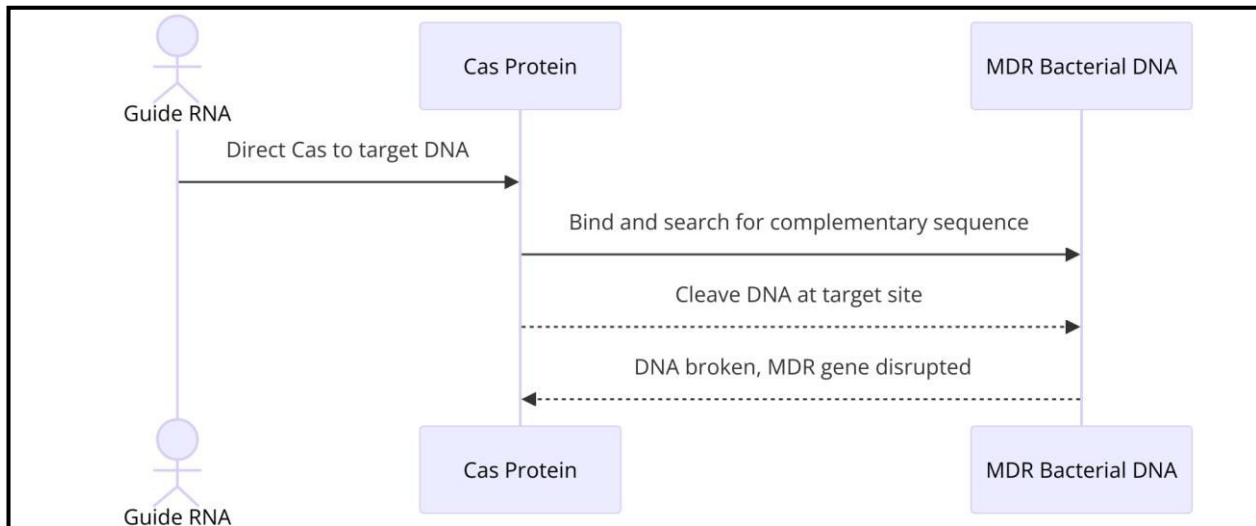 Cas Protein
MDR Bacterial DNA
Guide RNA
Direct Cas to target DNA
Bind and search for complementary sequence
Cleave DNA at target site
DNA broken, MDR gene disrupted
Cas Protein
MDR Bacterial DNA
Guide RNA